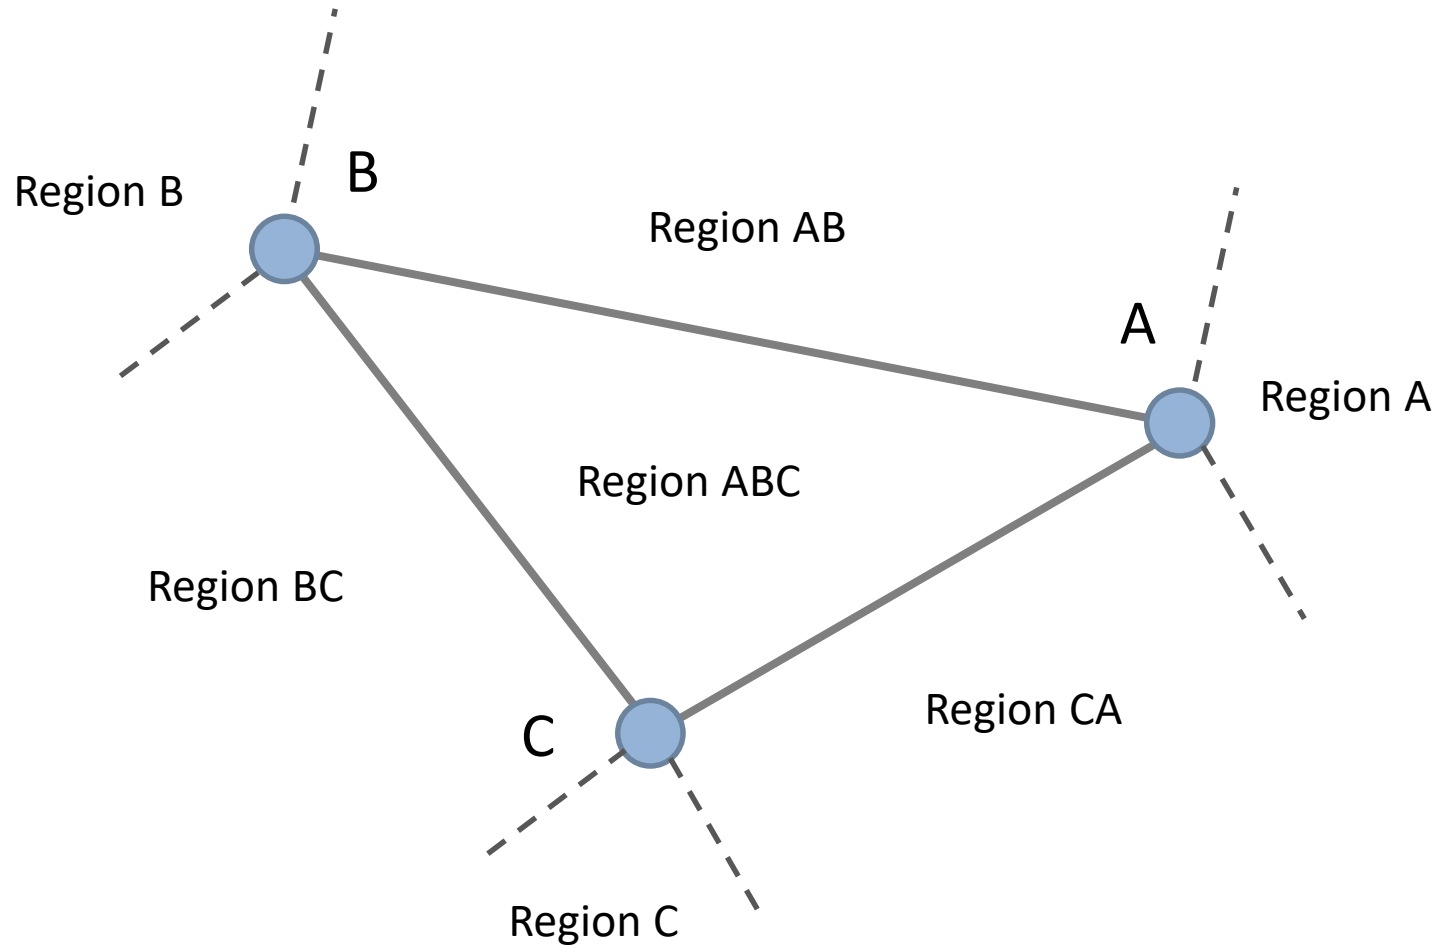 B
Region B
Region AB
A
Region A
Region ABC
Region BC
Region CA
C
Region C